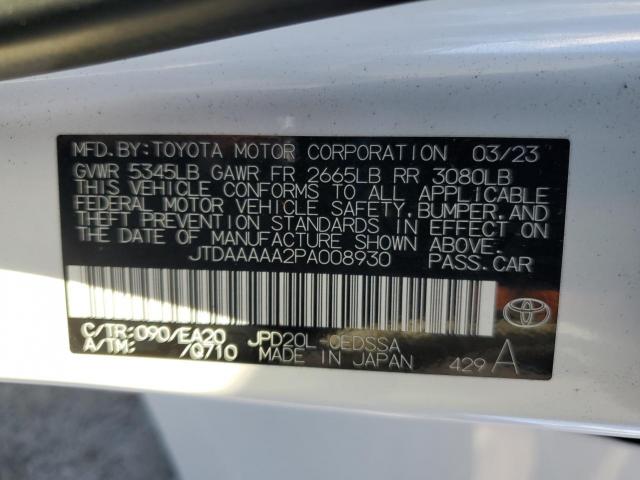 MFD.BY:TOYOTA MOTOR CORPORATION 03/23
GVWR 5345LB GAWR FR 2665LB RR 3080LB
THIS VEHICLE CONFORMS TO ALL APPLICABLE
FEDERAL MOTOR VEHICLE SAFETY,BUMPER,AND
THEFT PREVENTION STANDARDS IN EFFECT ON
THE DATE OF MANUFACTURE SHOWN ABOVE.
JTDAAAAA2PA008930 PASS.CAR
C/TR:090/EA20 JPD20L-CEDSSA
A/TM: /Q710 MADE IN JAPAN 429 A